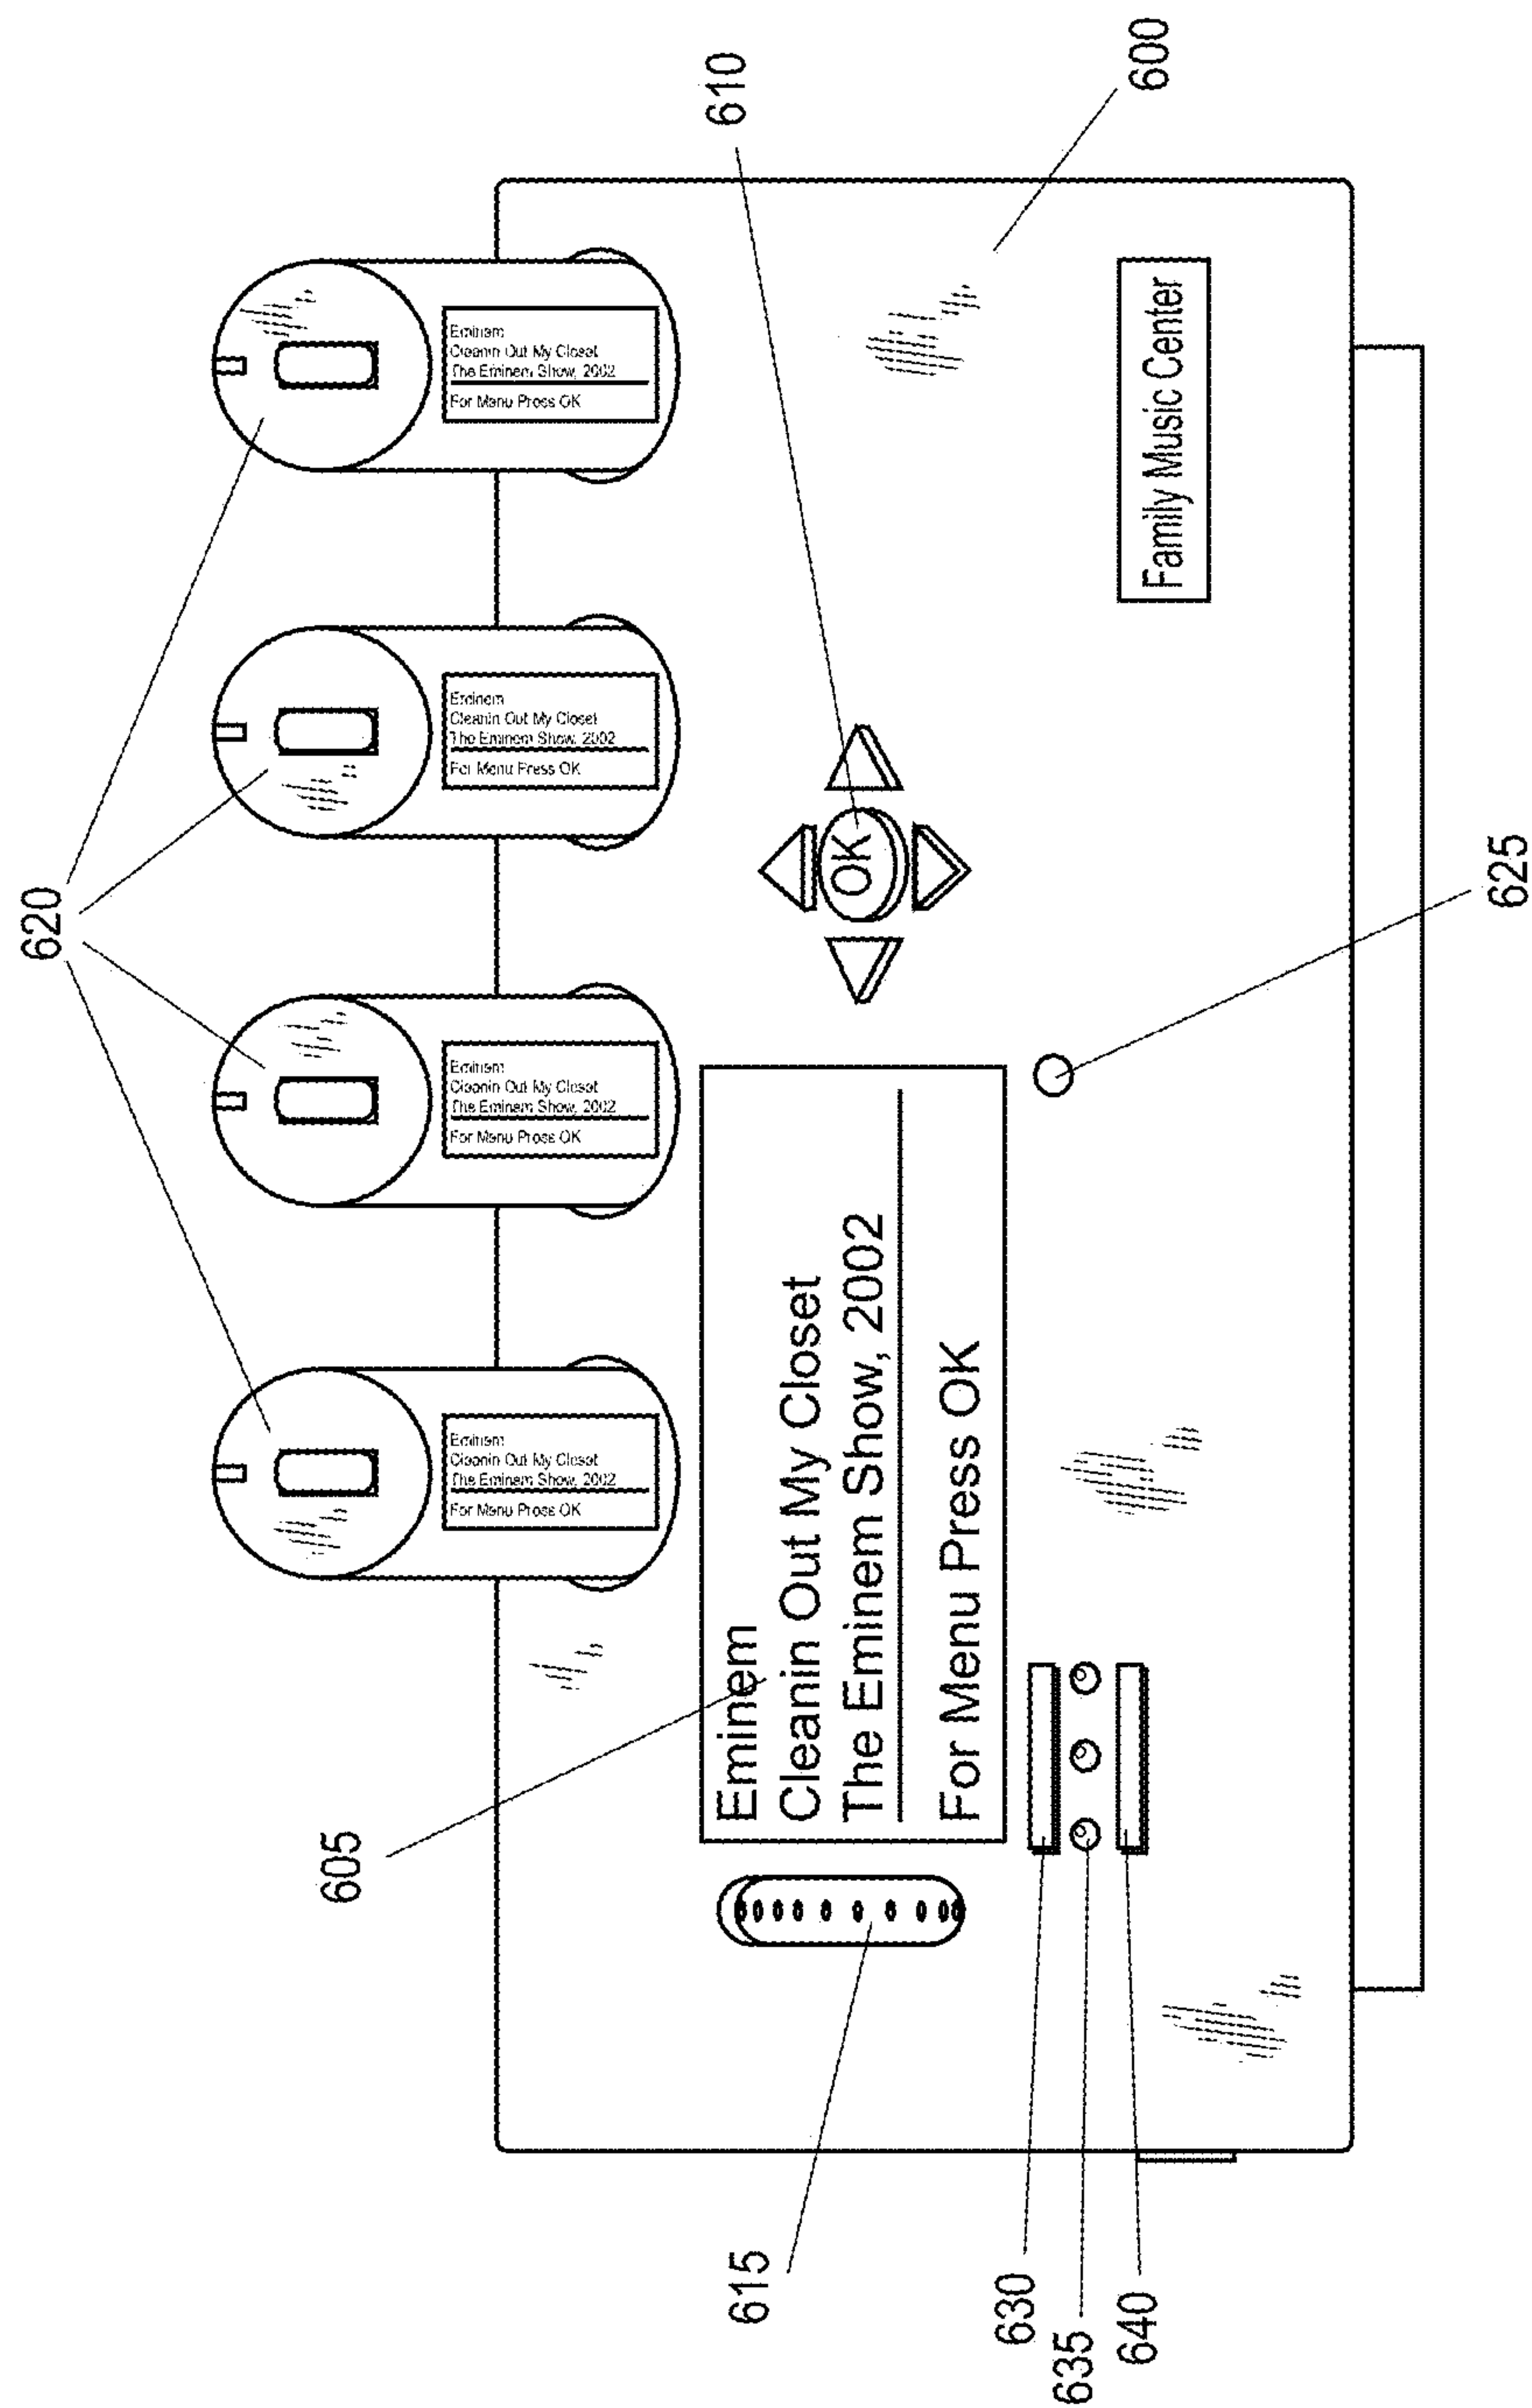 620
Eminem
Cleanin Out My Closet
The Eminem Show, 2002
For Menu Press OK
Eminem
Cleanin Out My Closet
The Eminem Show, 2002
For Menu Press OK
Eminem
Cleanin Out My Closet
The Eminem Show, 2002
For Menu Press OK
Eminem
Cleanin Out My Closet
The Eminem Show, 2002
For Menu Press OK
605
610
615
Eminem
Cleanin Out My Closet
The Eminem Show, 2002
For Menu Press OK
OK
630
635
640
Family Music Center
600
625